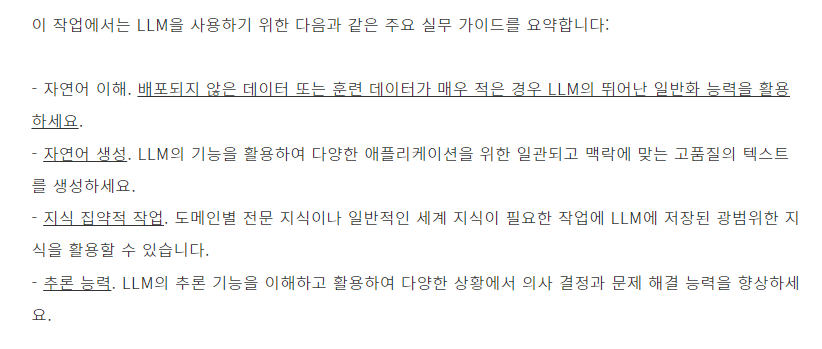 이 작업에서는 LLM을 사용하기 위한 다음과 같은 주요 실무 가이드를 요약합니다:
- 자연어 이해. 배포되지 않은 데이터 또는 훈련 데이터가 매우 적은 경우 LLM의 뛰어난 일반화 능력을 활용
하세요.
- 자연어 생성. LLM의 기능을 활용하여 다양한 애플리케이션을 위한 일관되고 맥락에 맞는 고품질의 텍스트
를 생성하세요.
- 지식 집약적 작업. 도메인별 전문 지식이나 일반적인 세계 지식이 필요한 작업에 LLM에 저장된 광범위한 지
식을 활용할 수 있습니다.
- 추론 능력. LLM의 추론 기능을 이해하고 활용하여 다양한 상황에서 의사 결정과 문제 해결 능력을 향상하세
요.